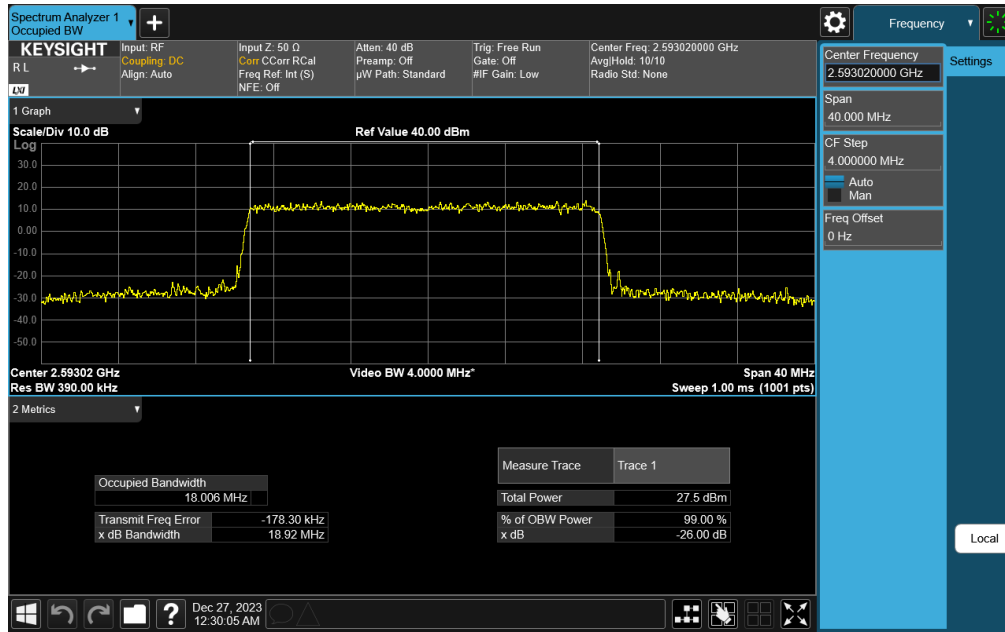 Spectrum Analyzer 1
Occupied BW
Frequency
KEYSIGHT
R L
LXI
Input: RF
Coupling: DC
Align: Auto
Input Z: 50 Ω
Corr CCorr RCal
Freq Ref: Int (S)
NFE: Off
Atten: 40 dB
Preamp: Off
µW Path: Standard
Trig: Free Run
Gate: Off
#IF Gain: Low
Center Freq: 2.593020000 GHz
Avg|Hold: 10/10
Radio Std: None
Center Frequency
2.593020000 GHz
Settings
Span
40.000 MHz
CF Step
4.000000 MHz
Auto
Man
Freq Offset
0 Hz
1 Graph
Scale/Div 10.0 dB
Ref Value 40.00 dBm
Log
30.0
20.0
10.0
0.00
-10.0
-20.0
-30.0
-40.0
-50.0
Center 2.59302 GHz
Video BW 4.0000 MHz*
Span 40 MHz
Res BW 390.00 kHz
Sweep 1.00 ms (1001 pts)
2 Metrics
Measure Trace
Trace 1
Occupied Bandwidth
18.006 MHz
Total Power
27.5 dBm
Transmit Freq Error
-178.30 kHz
% of OBW Power
99.00 %
x dB Bandwidth
18.92 MHz
x dB
-26.00 dB
Local
?
Dec 27, 2023
12:30:05 AM